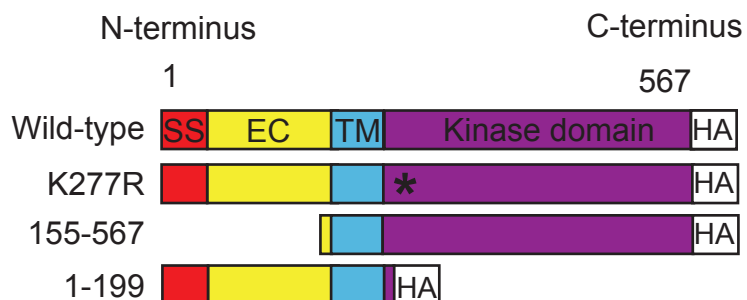 N-terminus C-terminus
1 567
Wild-type SS EC TM Kinase domain HA
K277R * HA
155-567 HA
1-199 HA